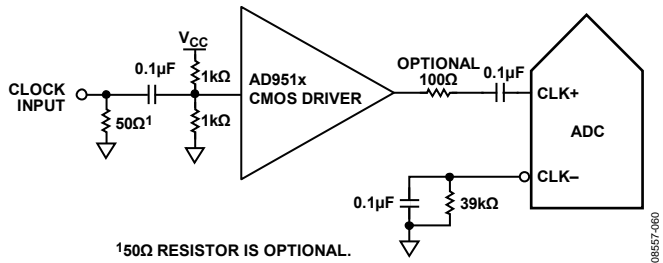 VCC
0.1µF
1kΩ
CLOCK
INPUT
50Ω1
1kΩ
AD951x
CMOS DRIVER
OPTIONAL
100Ω
0.1µF
CLK+
ADC
CLK–
0.1µF
39kΩ
150Ω RESISTOR IS OPTIONAL.
08557-060